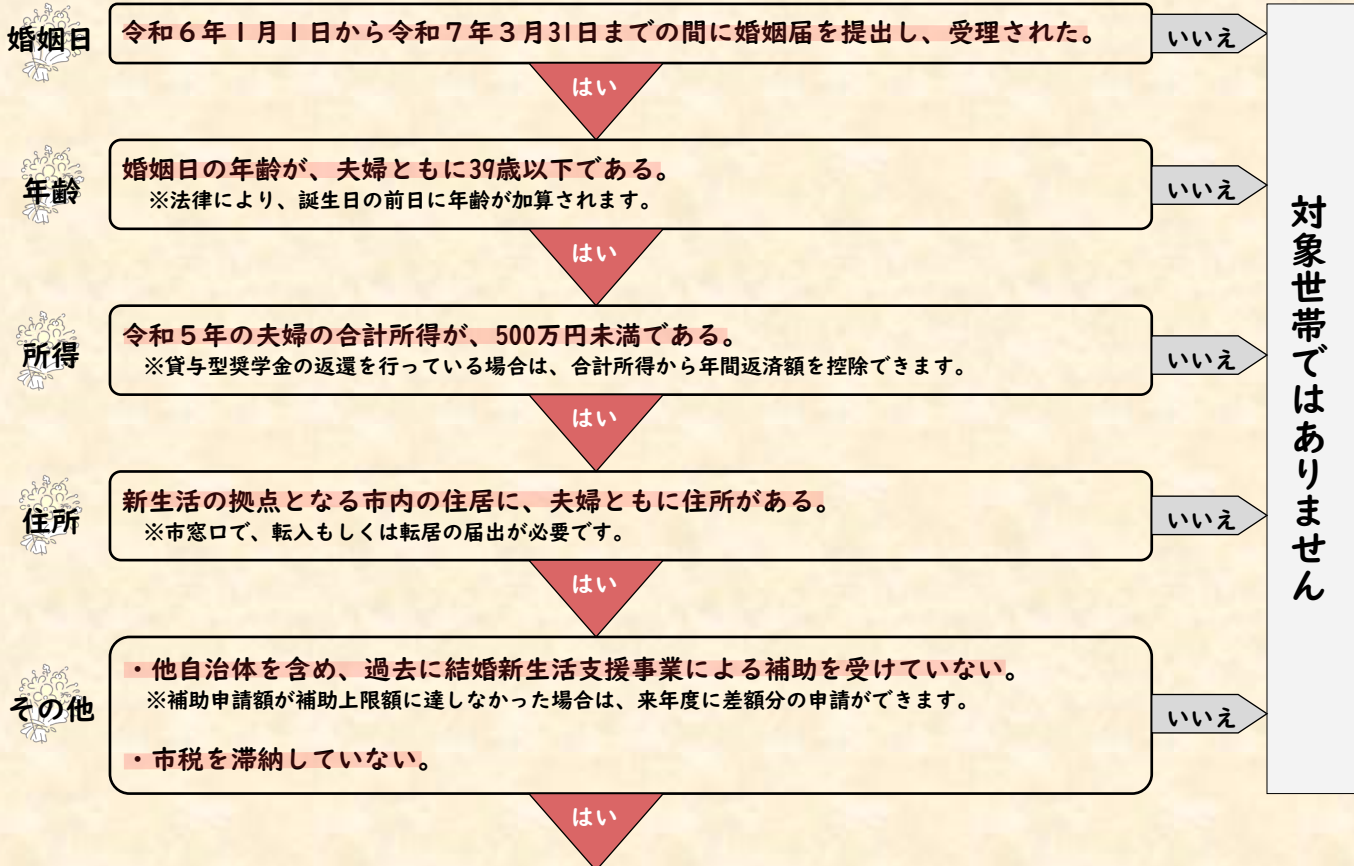 婚姻日
令和６年１月１日から令和７年３月31日までの間に婚姻届を提出し、受理された。
いいえ
はい
年齢
婚姻日の年齢が、夫婦ともに39歳以下である。
※法律により、誕生日の前日に年齢が加算されます。
いいえ
はい
所得
令和５年の夫婦の合計所得が、500万円未満である。
※貸与型奨学金の返還を行っている場合は、合計所得から年間返済額を控除できます。
いいえ
はい
住所
新生活の拠点となる市内の住居に、夫婦ともに住所がある。
※市窓口で、転入もしくは転居の届出が必要です。
いいえ
はい
その他
・他自治体を含め、過去に結婚新生活支援事業による補助を受けていない。
※補助申請額が補助上限額に達しなかった場合は、来年度に差額分の申請ができます。
・市税を滞納していない。
いいえ
はい
対象世帯ではありません